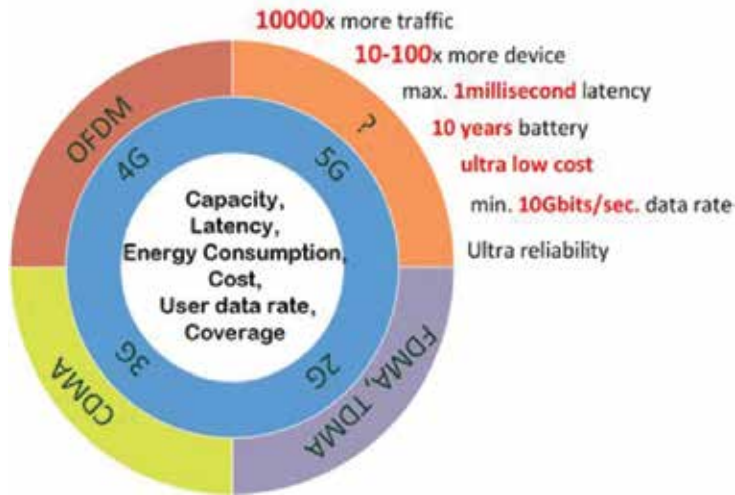 10000x more traffic
10-100x more device
max. 1millisecond latency
10 years battery
ultra low cost
min. 10Gbits/sec. data rate
Ultra reliability
OFDM
?
4G
5G
Capacity,
Latency,
Energy Consumption,
Cost,
User data rate,
Coverage
3G
2G
CDMA
FDMA, TDMA